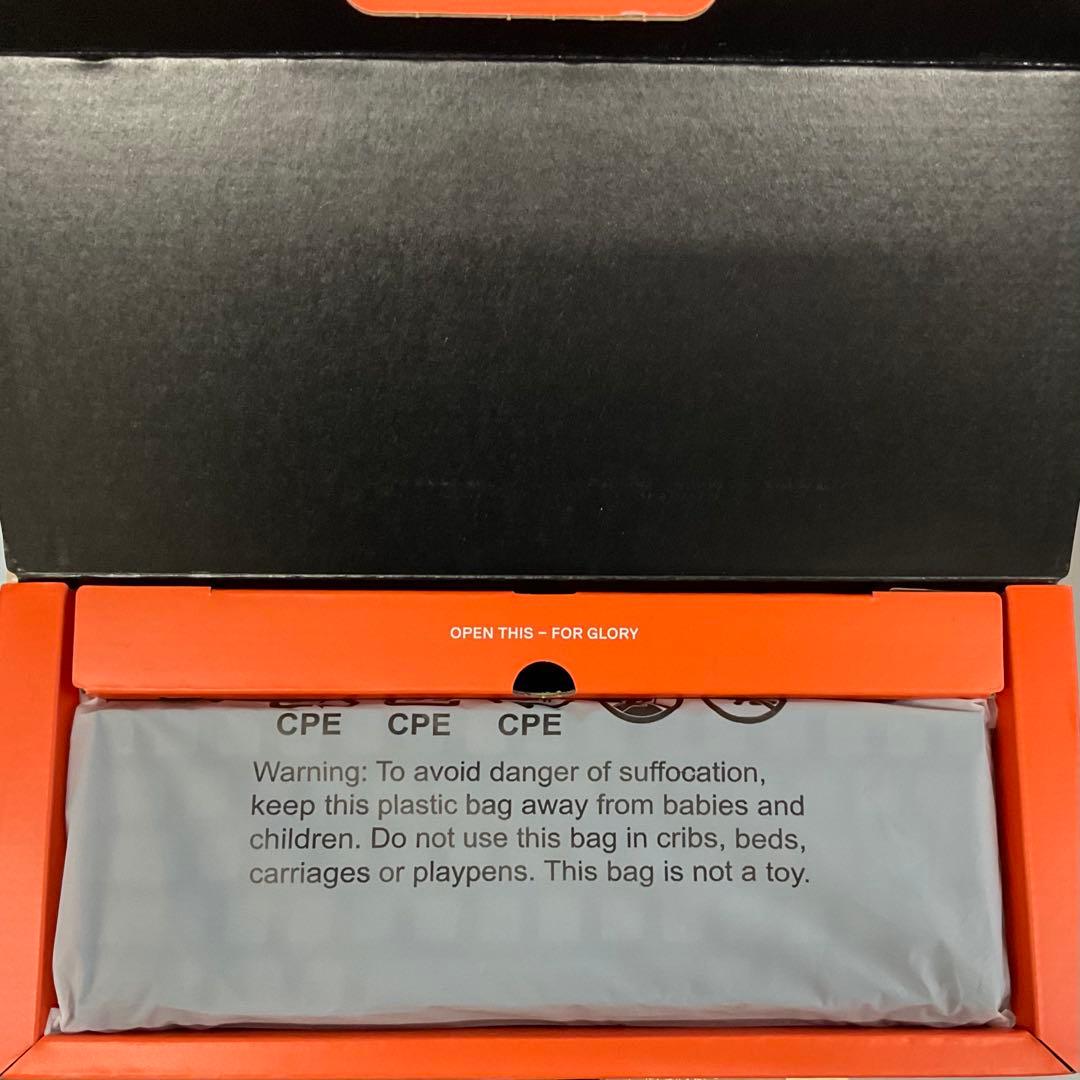 OPEN THIS – FOR GLORY
CPE CPE CPE
Warning: To avoid danger of suffocation,
keep this plastic bag away from babies and
children. Do not use this bag in cribs, beds,
carriages or playpens. This bag is not a toy.